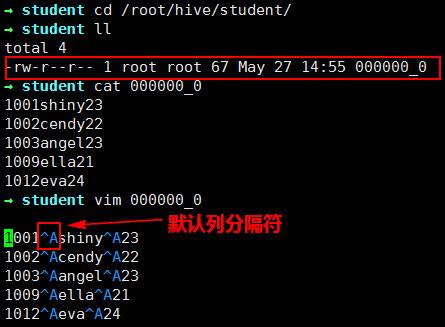 → student cd /root/hive/student/
→ student ll
total 4
-rw-r--r-- 1 root root 67 May 27 14:55 000000_0
→ student cat 000000_0
1001shiny23
1002cendy22
1003angel23
1009ella21
1012eva24
→ student vim 000000_0
默认列分隔符
1001^Ashiny^A23
1002^Acendy^A22
1003^Aangel^A23
1009^Aella^A21
1012^Aeva^A24